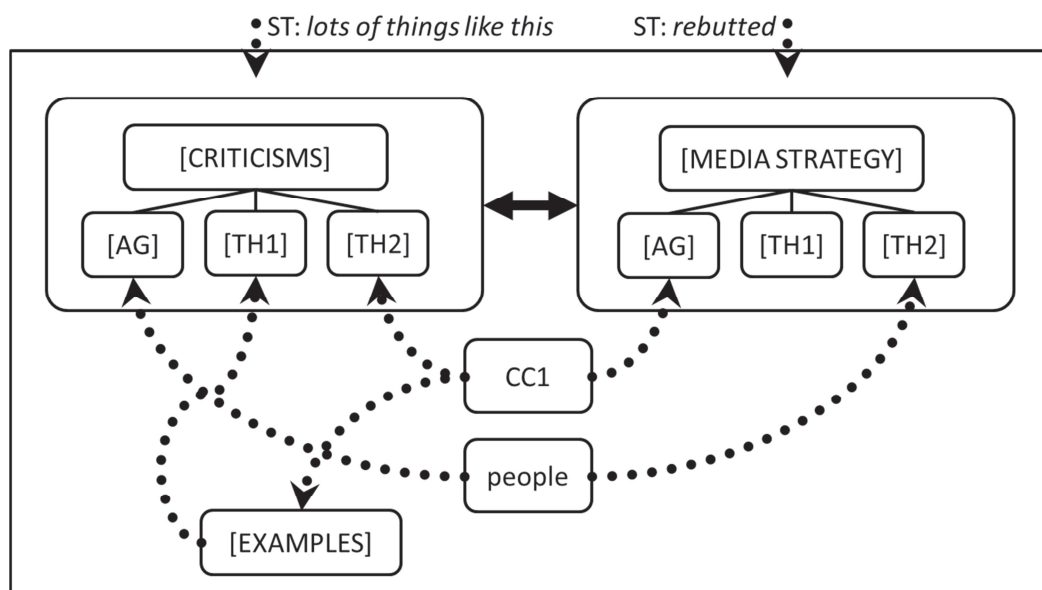 ST: lots of things like this
ST: rebutted
[CRITICISMS]
[MEDIA STRATEGY]
[AG]
[TH1]
[TH2]
[AG]
[TH1]
[TH2]
CC1
people
[EXAMPLES]